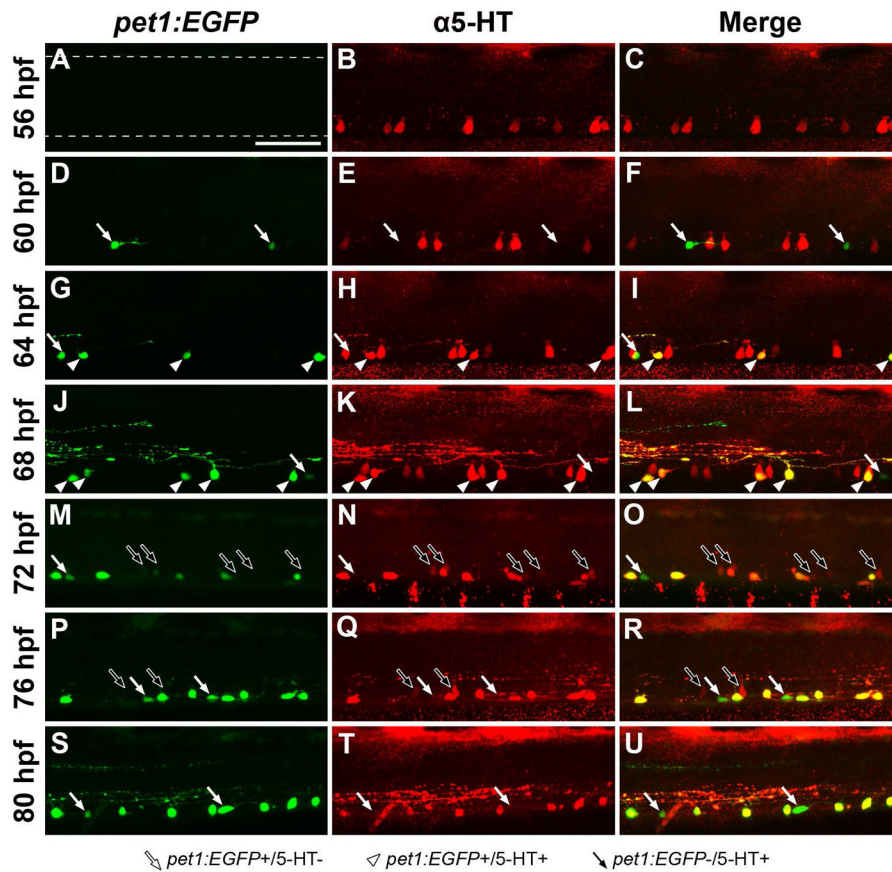 pet1:EGFP α5-HT Merge
56 hpf A B C
60 hpf D E F
64 hpf G H I
68 hpf J K L
72 hpf M N O
76 hpf P Q R
80 hpf S T U
pet1:EGFP+/5-HT- pet1:EGFP+/5-HT+ pet1:EGFP-/5-HT+